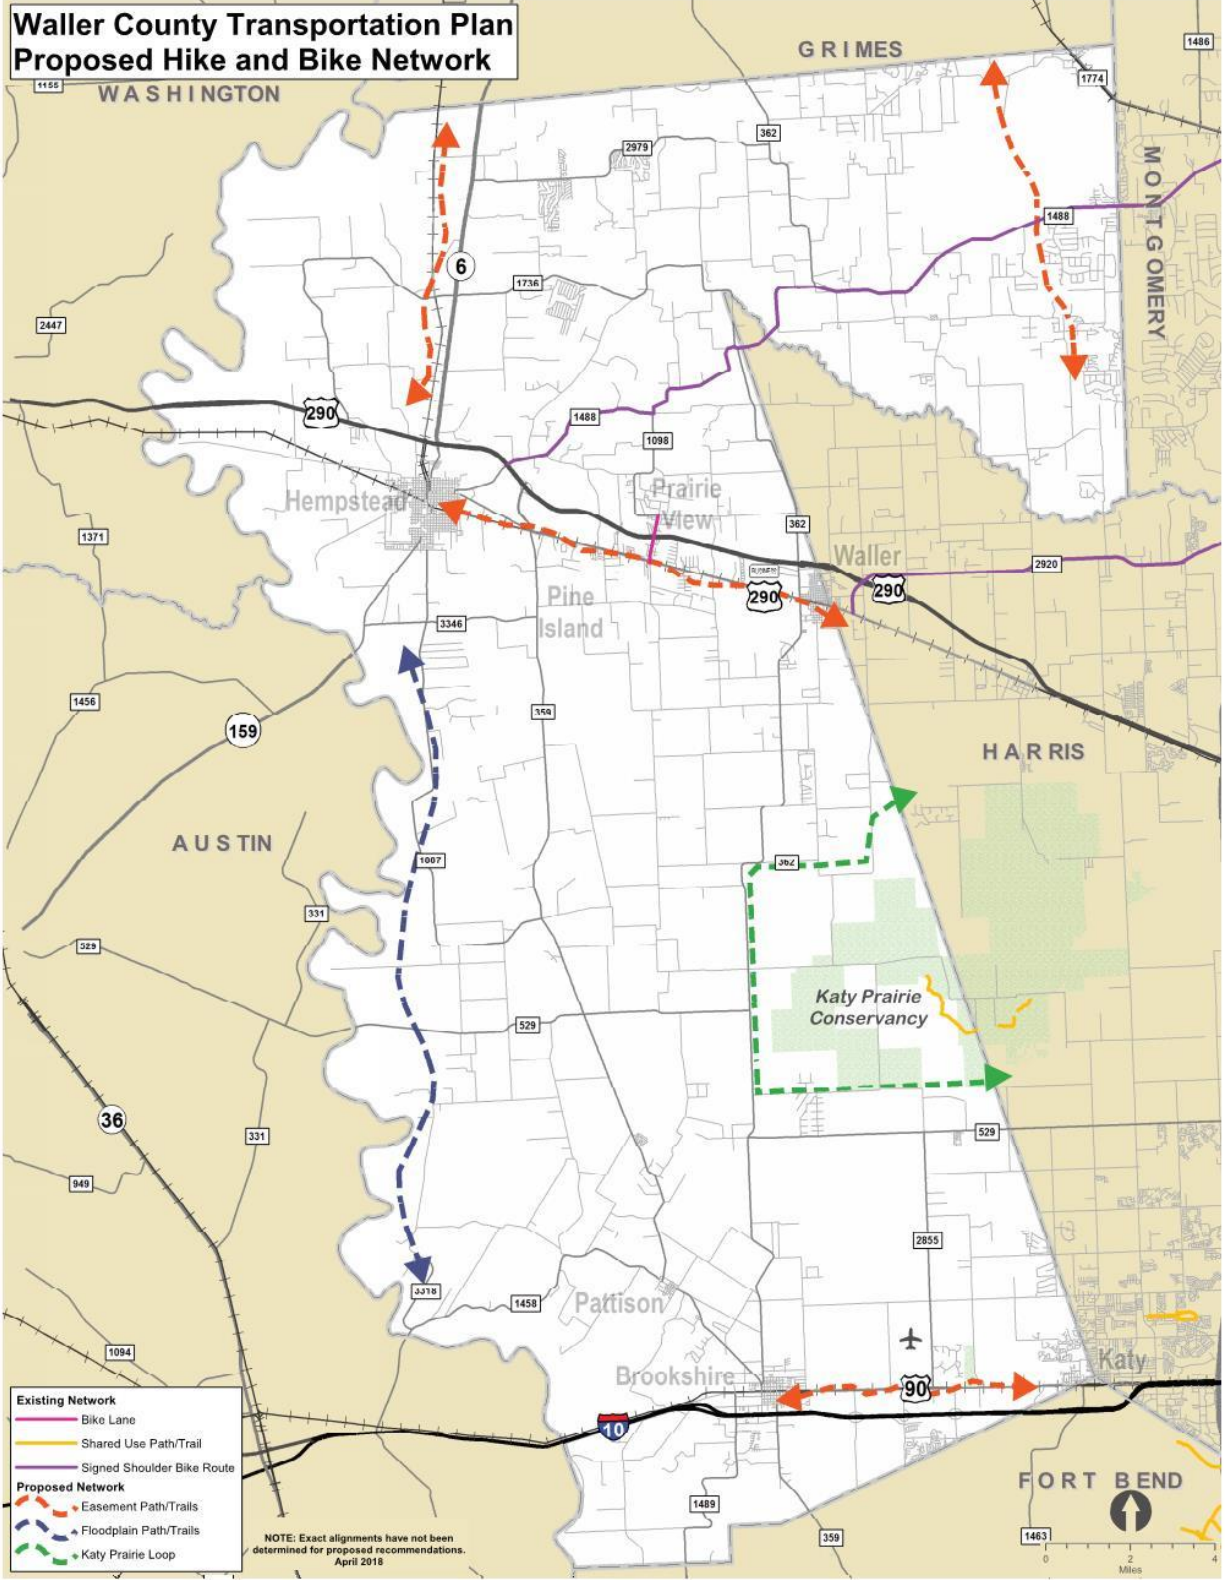 Waller County Transportation Plan
Proposed Hike and Bike Network
GRIMES
1486
1155
WASHINGTON
1774
362
2979
MONTGOMERY
1488
6
1736
2447
290
1488
1098
Hempstead
Prairie
View
362
1371
Waller
2920
BUSINESS
290
290
Pine
Island
3346
1456
359
159
HARRIS
AUSTIN
1887
362
331
529
Katy Prairie
Conservancy
529
36
331
529
949
2855
3318
1458
Pattison
1094
Brookshire
Katy
90
10
Existing Network
Bike Lane
Shared Use Path/Trail
Signed Shoulder Bike Route
Proposed Network
Easement Path/Trails
Floodplain Path/Trails
Katy Prairie Loop
NOTE: Exact alignments have not been
determined for proposed recommendations.
April 2018
1489
359
FORT BEND
1463
0 2 4
Miles